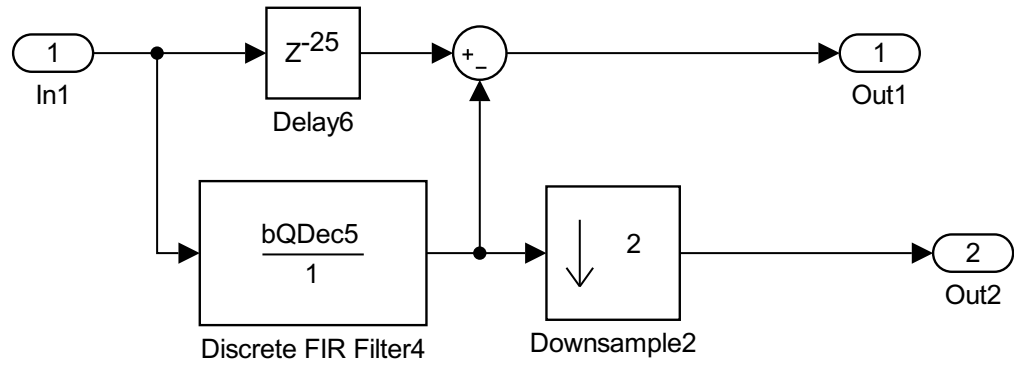 1
In1
Z-25
Delay6
+
−
1
Out1
bQDec5
1
Discrete FIR Filter4
2
Downsample2
2
Out2